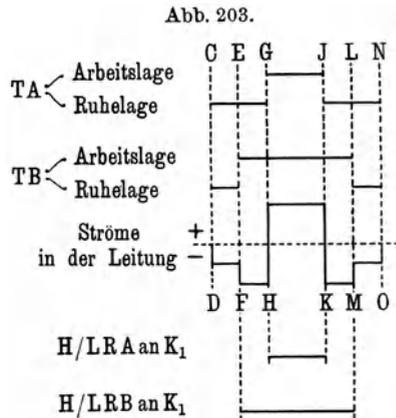 Abb. 203.
C E G J L N
Arbeitslage
TA
Ruhelage
Arbeitslage
TB
Ruhelage
Ströme +
in der Leitung −
D F H K M O
H/LRA an K₁
H/LRB an K₁